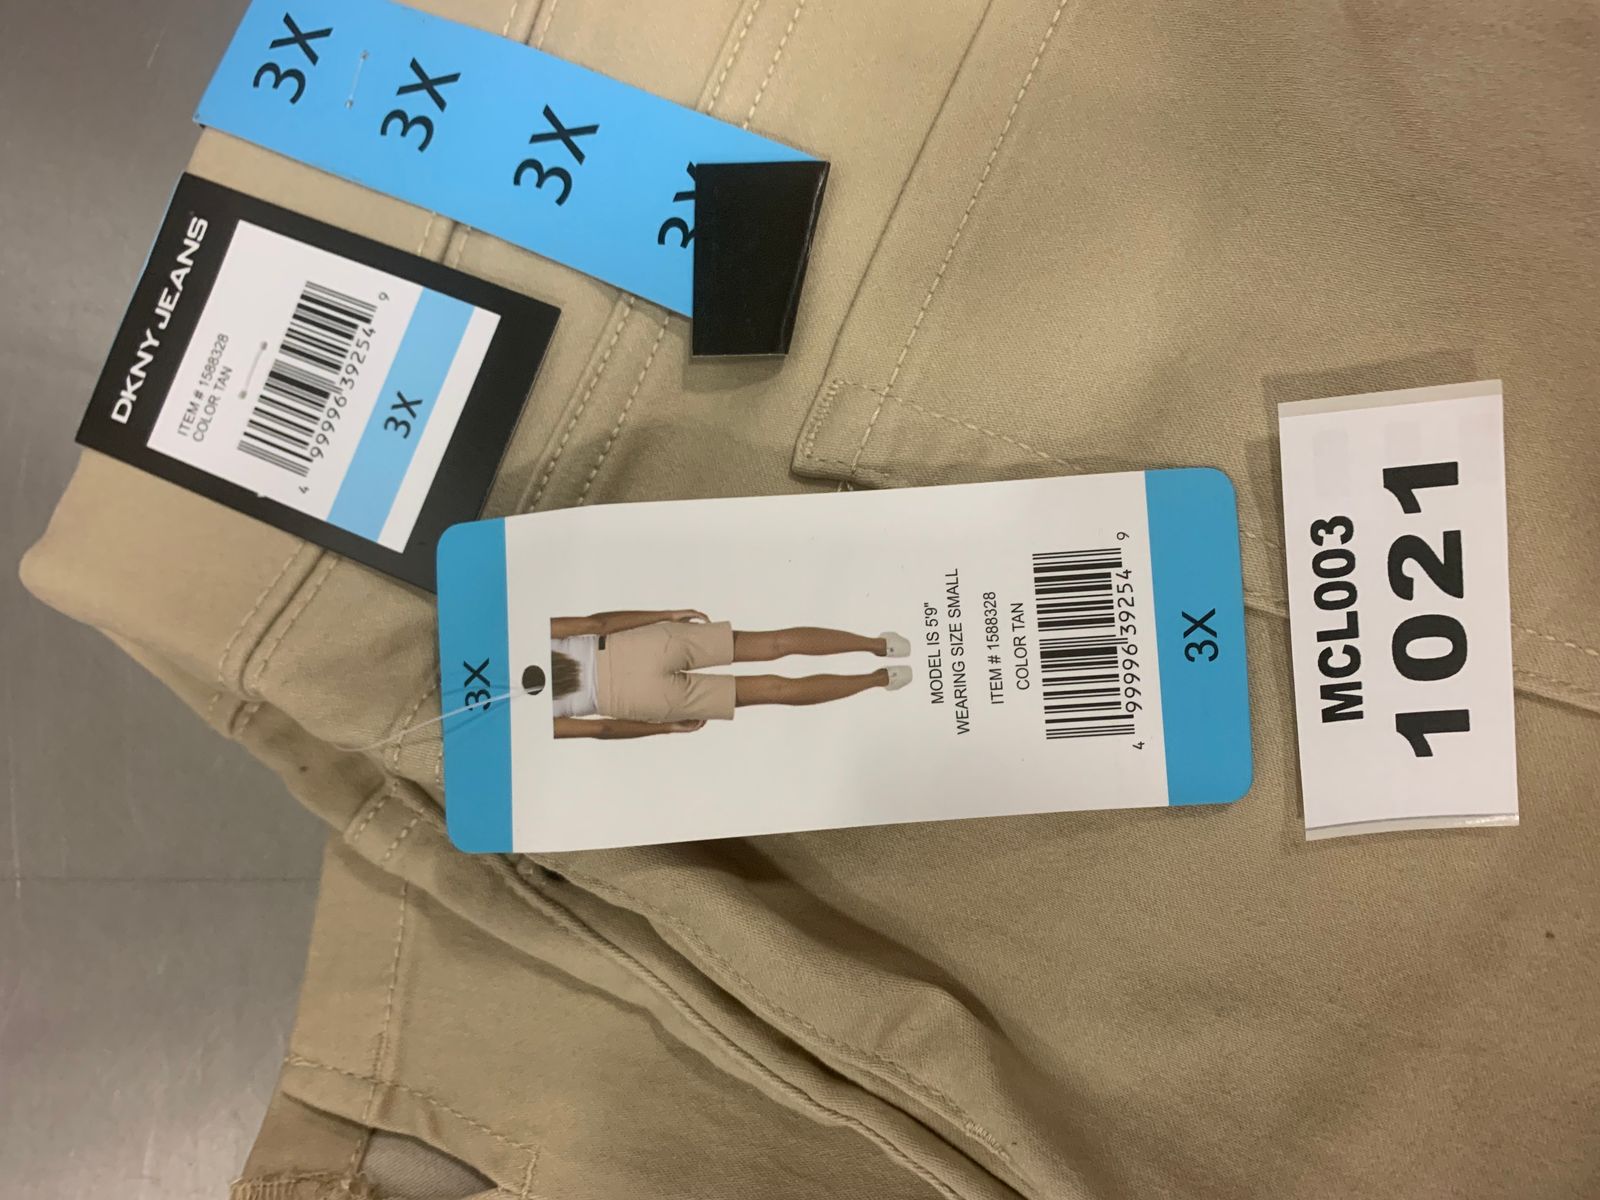 3X
3X
3X
3X
DKNY JEANS
ITEM # 1588328
COLOR TAN
4 99996 39254 9
3X
3X
MODEL IS 5'9"
WEARING SIZE SMALL
ITEM # 1588328
COLOR TAN
4 99996 39254 9
3X
MCL003
1021